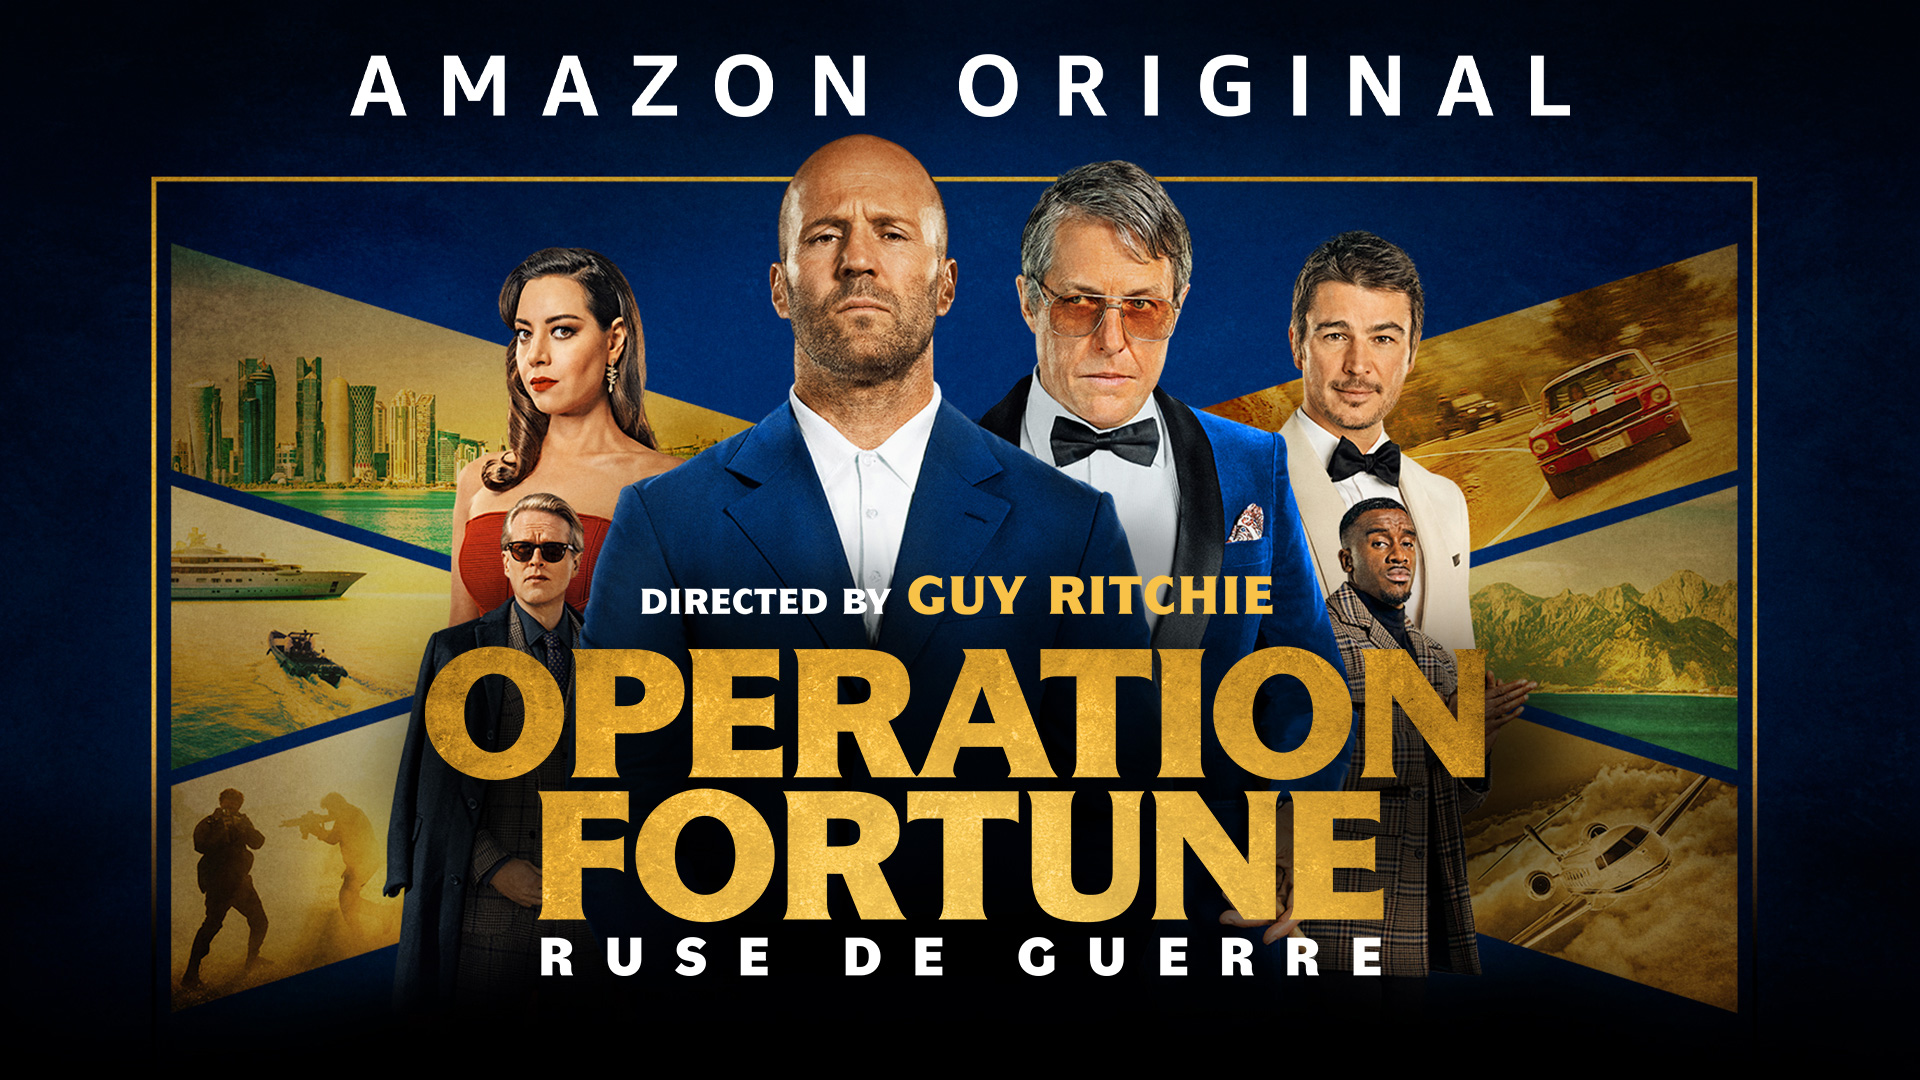 AMAZON ORIGINAL
DIRECTED BY GUY RITCHIE
OPERATION
FORTUNE
RUSE DE GUERRE